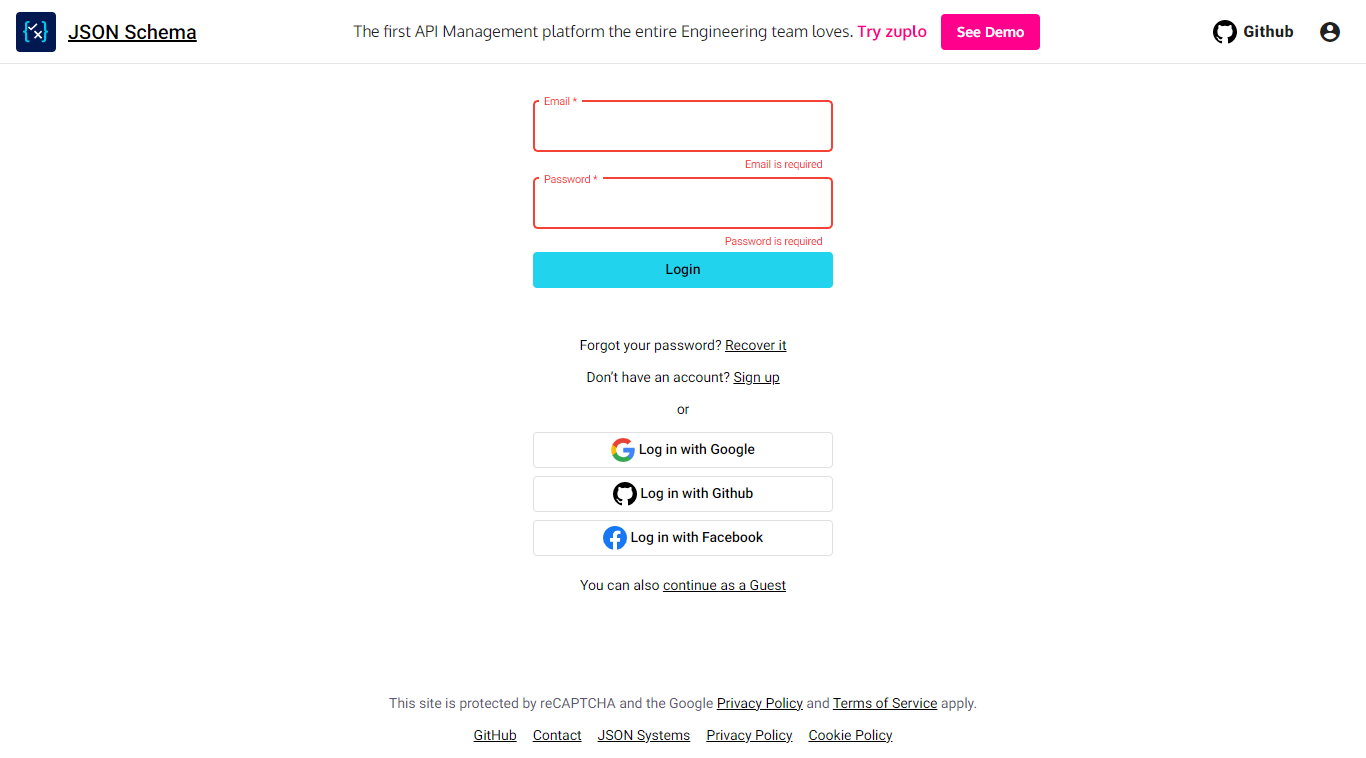 JSON Schema
The first API Management platform the entire Engineering team loves. Try zuplo
See Demo
Github
Email *
Email is required
Password *
Password is required
Login
Forgot your password? Recover it
Don't have an account? Sign up
or
Log in with Google
Log in with Github
Log in with Facebook
You can also continue as a Guest
This site is protected by reCAPTCHA and the Google Privacy Policy and Terms of Service apply.
GitHub Contact JSON Systems Privacy Policy Cookie Policy